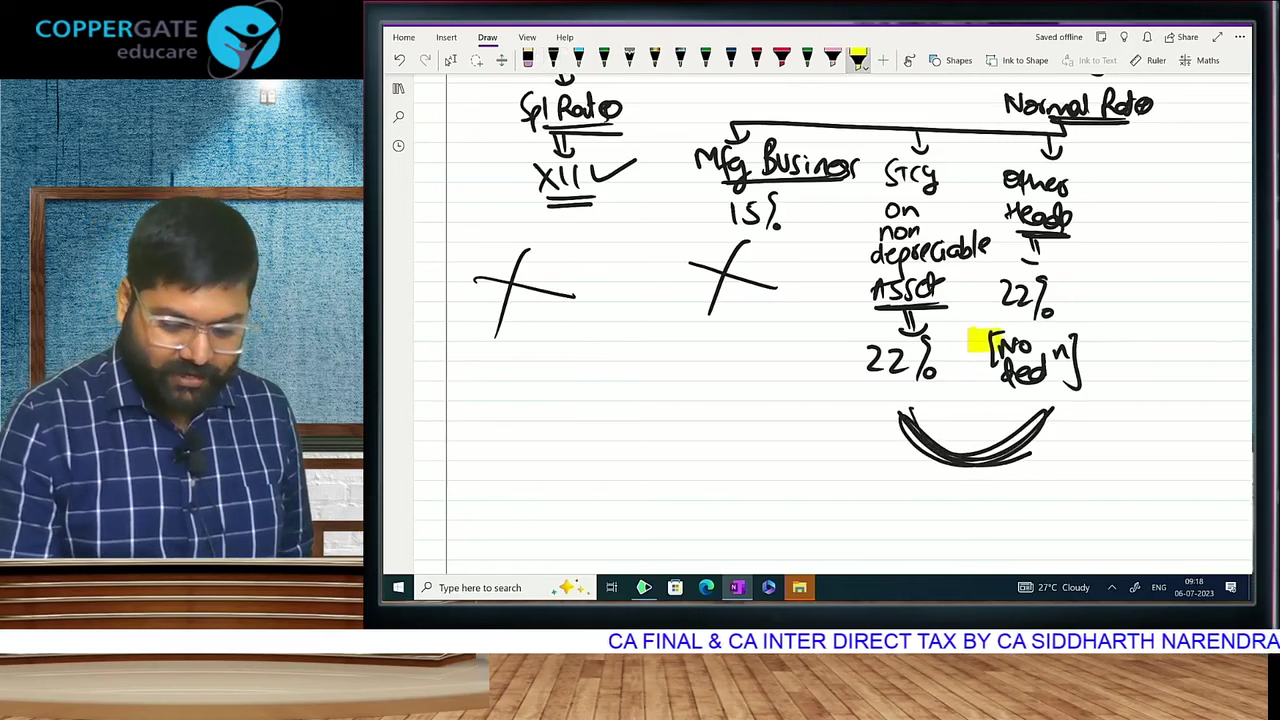 COPPERGATE
educare
Home Insert Draw View Help
Saved offline
Share
Shapes
Ink to Shape
Ink to Text
Ruler
Maths
Spl Rate
XII
Normal Rate
Mfg Business
15%
STCG
on
non
depreciable
Asset
22%
Other
Head
22%
[No
dedn]
Type here to search
27°C Cloudy
ENG
09:18
06-07-2023
CA FINAL & CA INTER DIRECT TAX BY CA SIDDHARTH NARENDRA